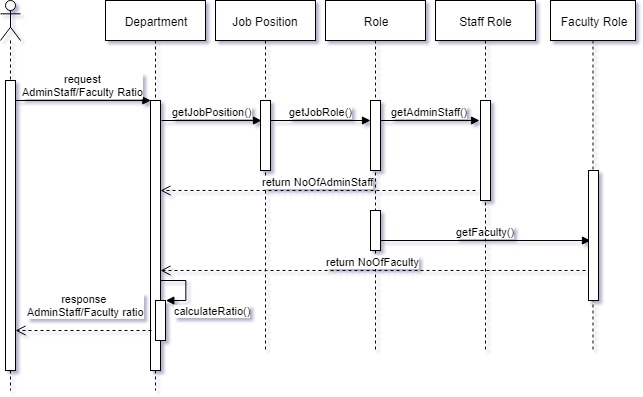 Department
Job Position
Role
Staff Role
Faculty Role
request
AdminStaff/Faculty Ratio
getJobPosition()
getJobRole()
getAdminStaff()
return NoOfAdminStaff
getFaculty()
return NoOfFaculty
calculateRatio()
response
AdminStaff/Faculty ratio